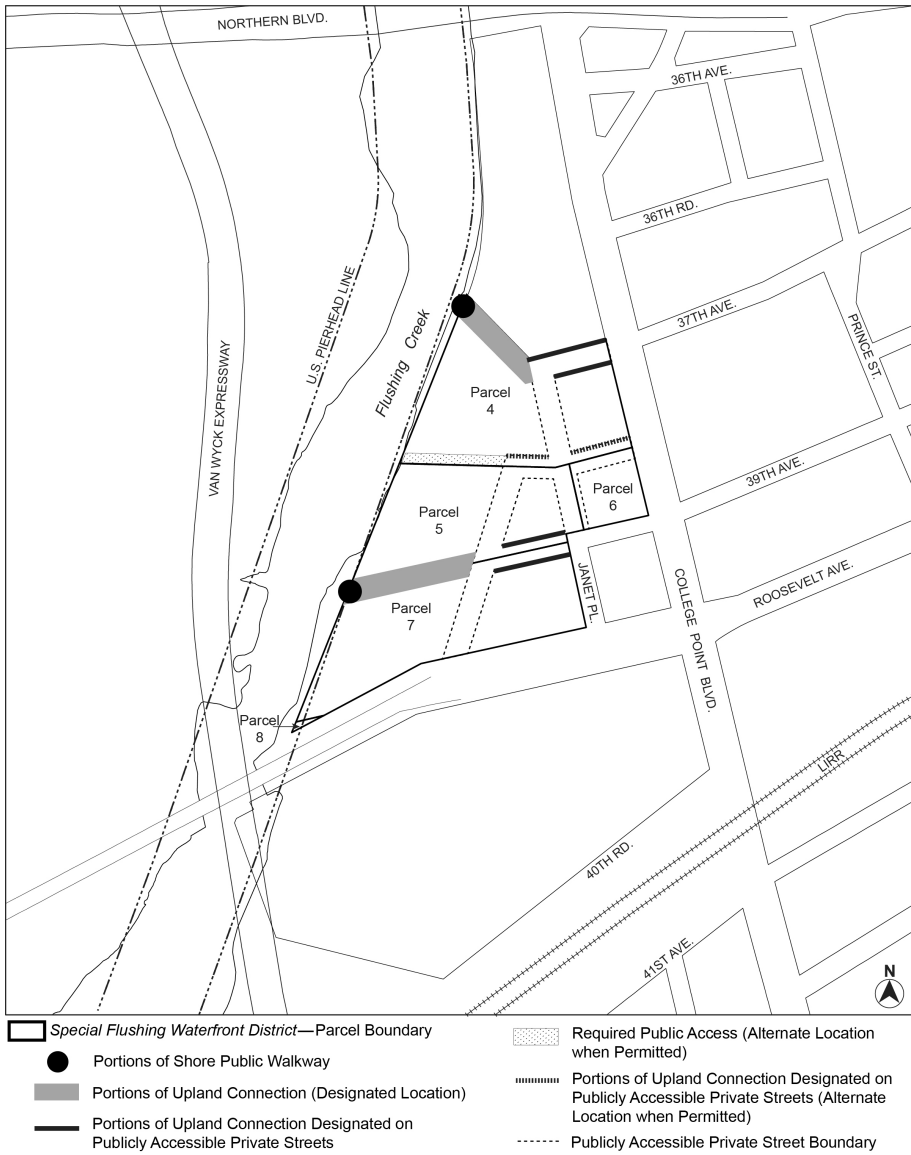 NORTHERN BLVD.
36TH AVE.
36TH RD.
37TH AVE.
PRINCE ST.
U.S. PIERHEAD LINE
Flushing Creek
VAN WYCK EXPRESSWAY
Parcel
4
39TH AVE.
Parcel
6
Parcel
5
JANET PL.
COLLEGE POINT BLVD.
ROOSEVELT AVE.
Parcel
7
Parcel
8
LIRR
40TH RD.
41ST AVE.
N
Special Flushing Waterfront District—Parcel Boundary
Portions of Shore Public Walkway
Portions of Upland Connection (Designated Location)
Portions of Upland Connection Designated on
Publicly Accessible Private Streets
Required Public Access (Alternate Location
when Permitted)
Portions of Upland Connection Designated on
Publicly Accessible Private Streets (Alternate
Location when Permitted)
Publicly Accessible Private Street Boundary